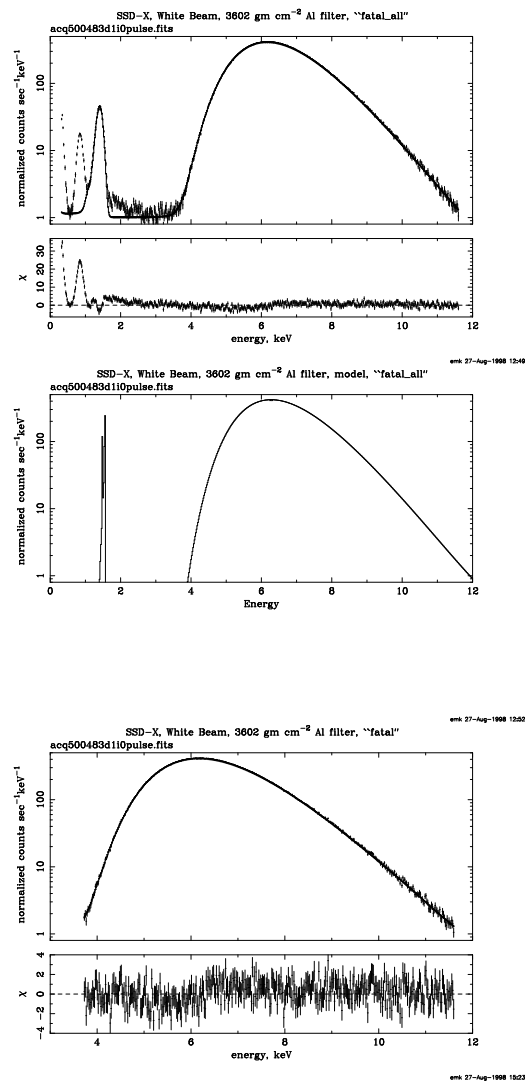 SSD-X, White Beam, 3602 gm cm⁻² Al filter, ``fatal_all''
acq500483d1i0pulse.fits
normalized counts sec⁻¹keV⁻¹
100
10
1
χ
30
20
10
0
0 2 4 6 8 10 12
energy, keV
emk 27-Aug-1998 12:49
SSD-X, White Beam, 3602 gm cm⁻² Al filter, model, ``fatal_all''
acq500483d1i0pulse.fits
normalized counts sec⁻¹keV⁻¹
100
10
1
0 2 4 6 8 10 12
Energy
emk 27-Aug-1998 12:52
SSD-X, White Beam, 3602 gm cm⁻² Al filter, ``fatal''
acq500483d1i0pulse.fits
normalized counts sec⁻¹keV⁻¹
100
10
1
χ
4
2
0
−2
−4
4 6 8 10 12
energy, keV
emk 27-Aug-1998 15:23